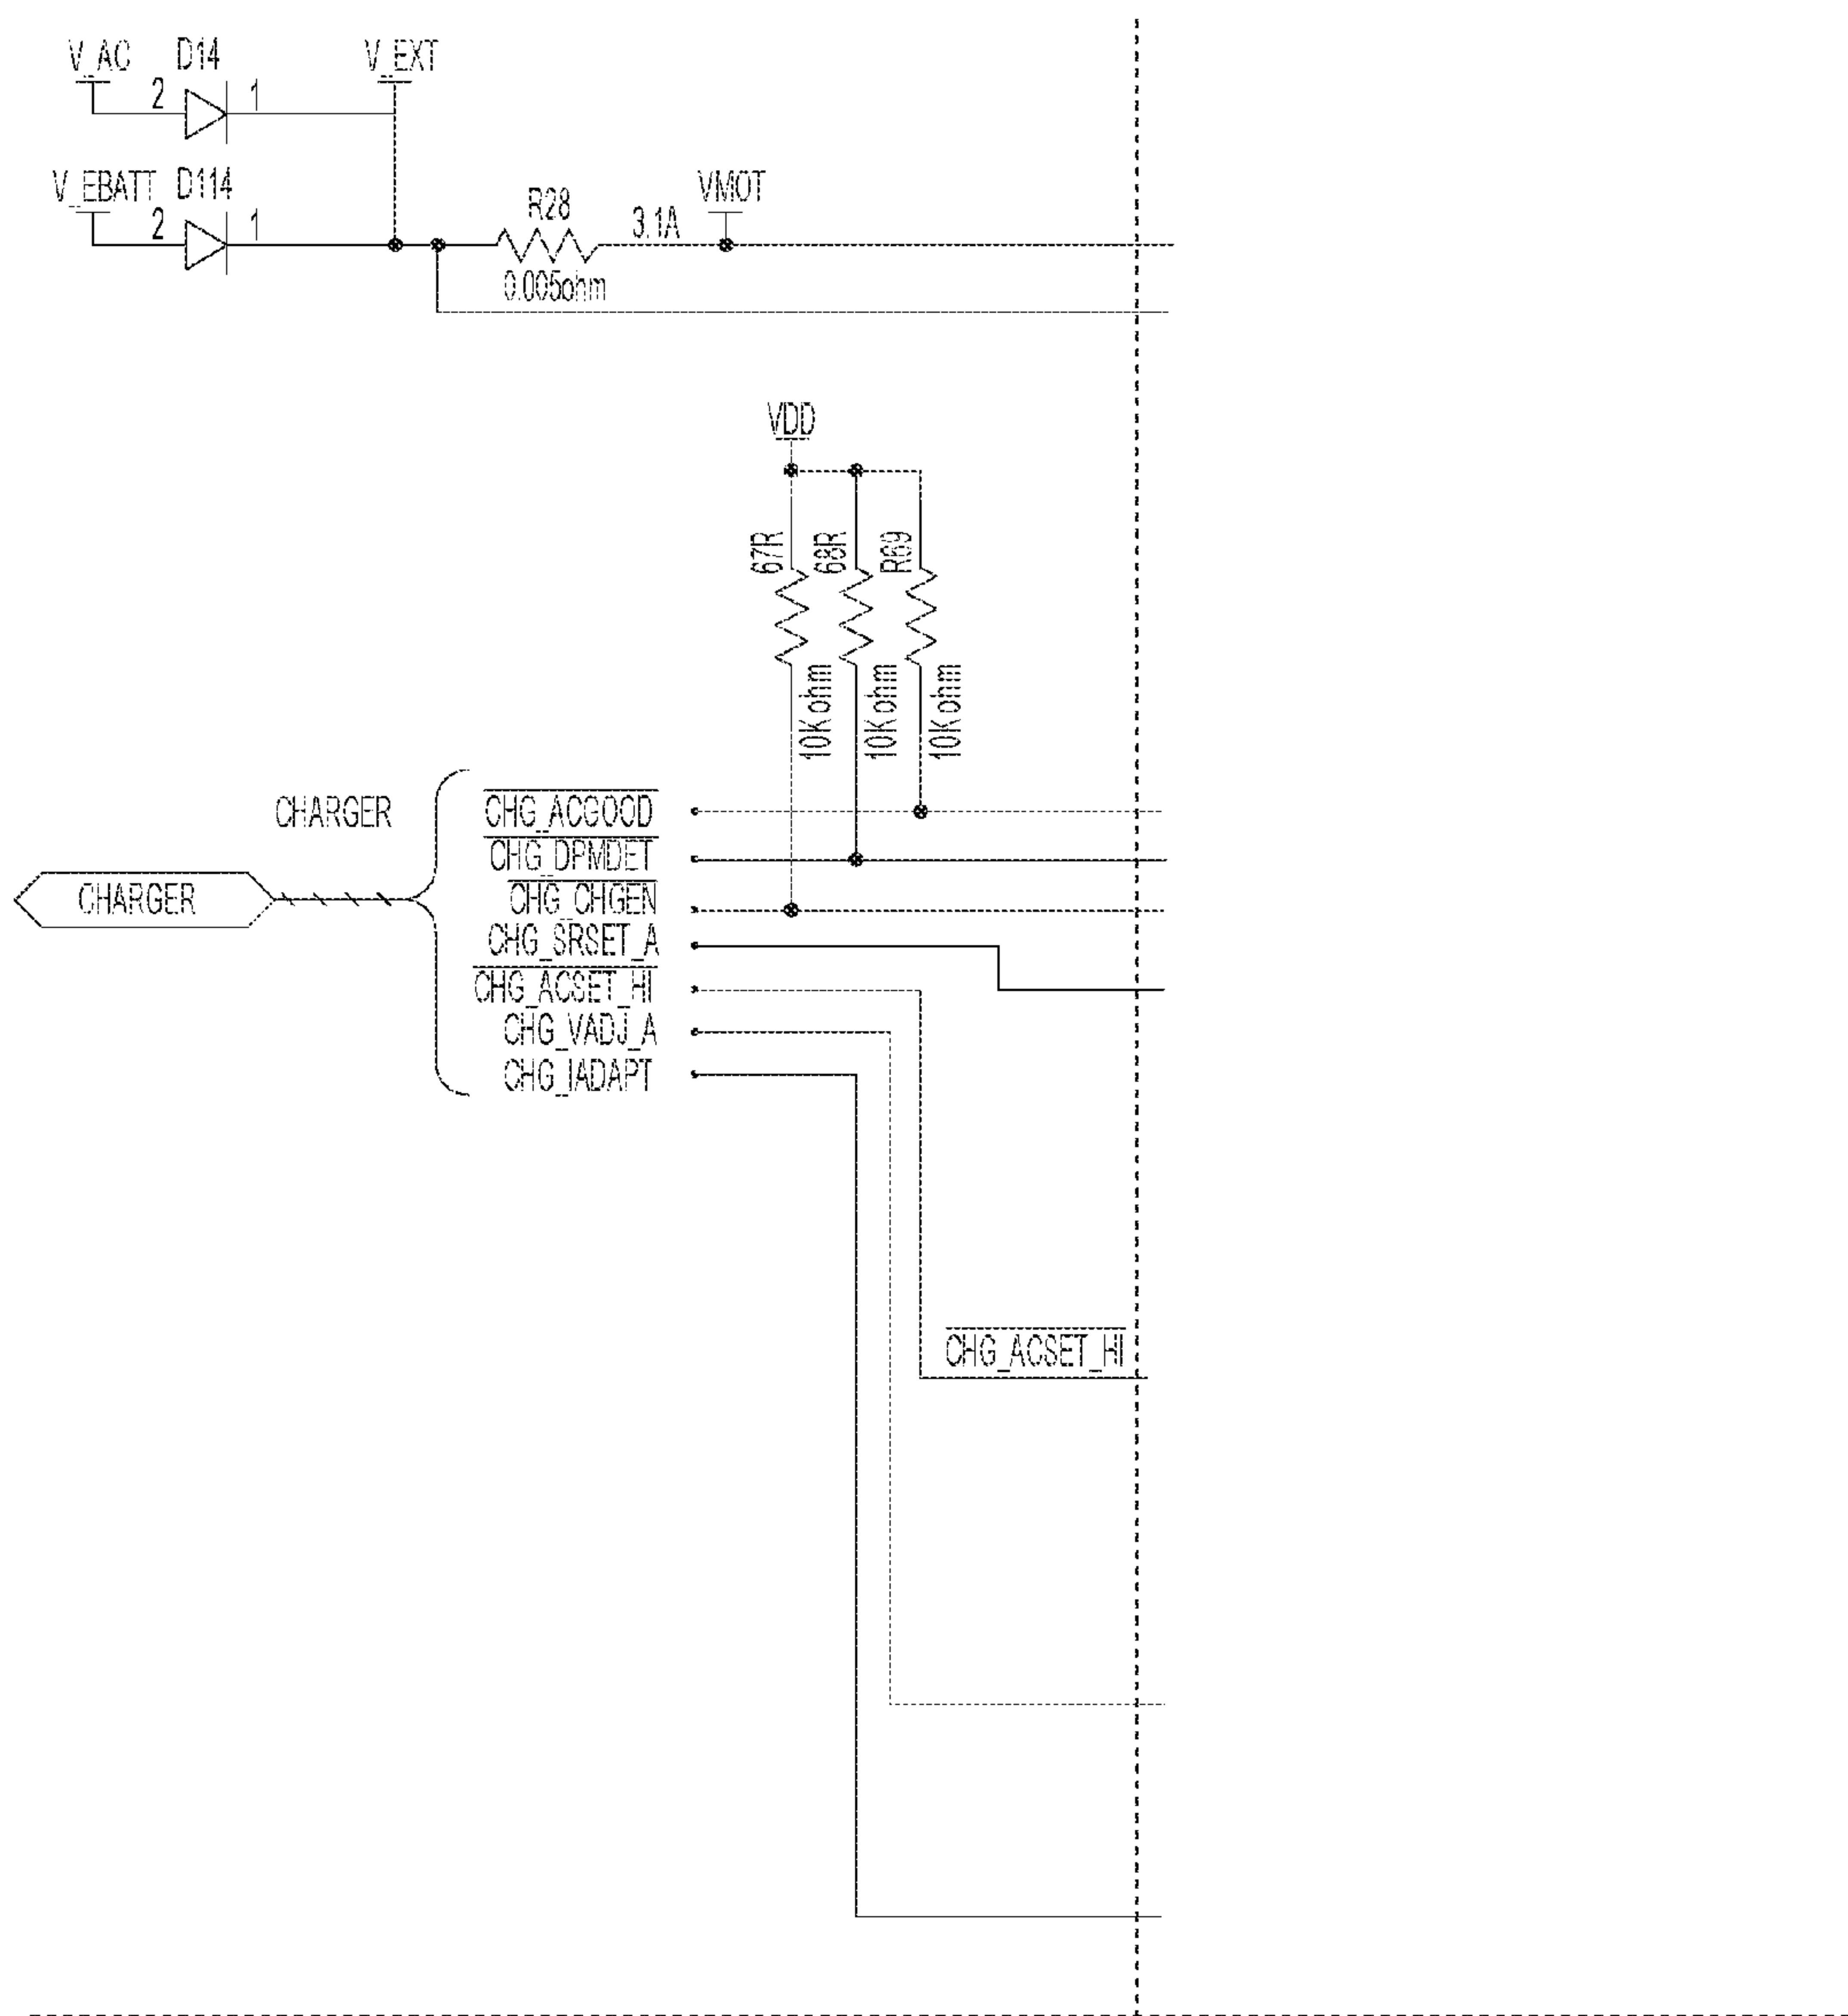 V_AC D14 V_EXT
2 1
V_EBATT D114
2 1
R28 3.1A VMOT
0.005ohm
VDD
67R 68R R69
10K ohm 10K ohm 10K ohm
CHARGER
CHARGER
CHG_ACGOOD
CHG_DPMDET
CHG_CHGEN
CHG_SRSET_A
CHG_ACSET_HI
CHG_VADJ_A
CHG_IADAPT
CHG_ACSET_HI